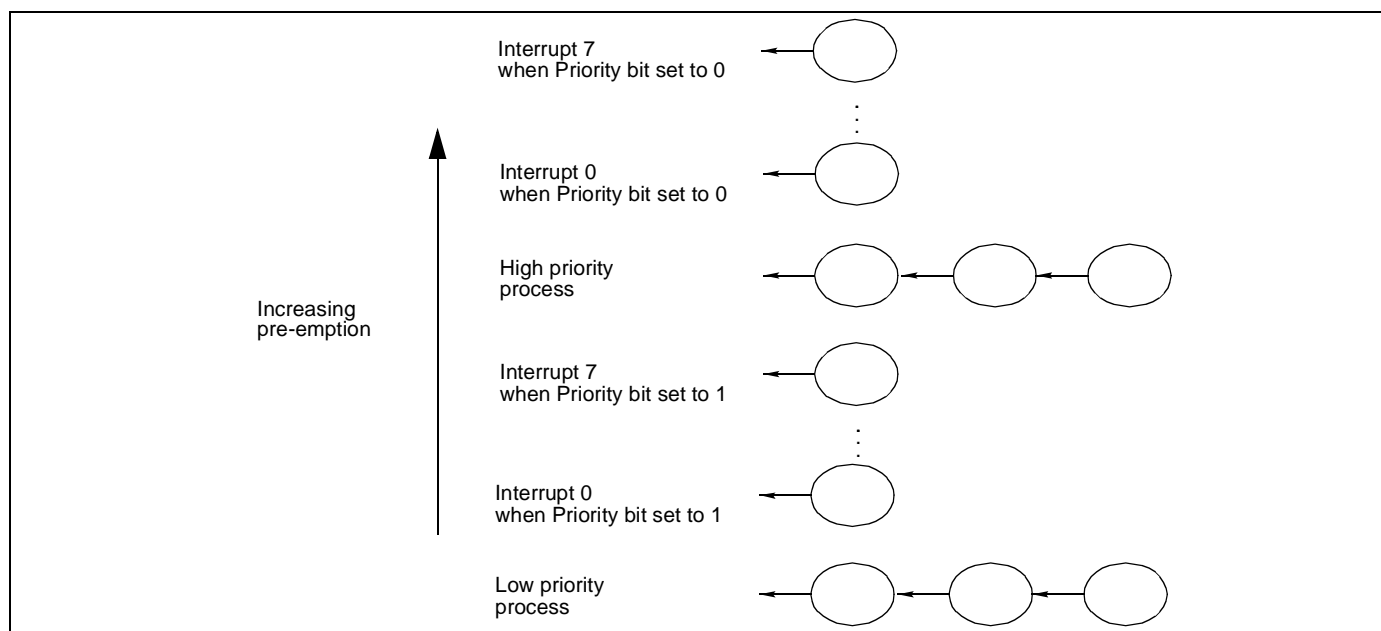 Interrupt 7
when Priority bit set to 0
Interrupt 0
when Priority bit set to 0
High priority
process
Increasing
pre-emption
Interrupt 7
when Priority bit set to 1
Interrupt 0
when Priority bit set to 1
Low priority
process